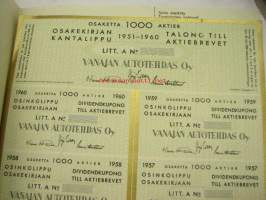 OSAKETTA 1000 AKTIER
OSAKEKIRJAN 1951-1960 TALONG TILL
KANTALIPPU AKTIEBREVET
LITT. A No
VANAJAN AUTOTEHDAS Oy
1960 OSAKETTA 1000 AKTIER 1960
OSINKOLIPPU DIVIDENDKUPONG
OSAKEKIRJAAN TILL AKTIEBREVET
LITT. A No
VANAJAN AUTOTEHDAS Oy
1959 OSAKETTA 1000 AKTIER 1959
OSINKOLIPPU DIVIDENDKUPONG
OSAKEKIRJAAN TILL AKTIEBREVET
LITT. A No
VANAJAN AUTOTEHDAS Oy
1958 OSAKETTA 1000 AKTIER 1958
OSINKOLIPPU DIVIDENDKUPONG
OSAKEKIRJAAN TILL AKTIEBREVET
LITT. A No
1957 OSAKETTA 1000 AKTIER 1957
OSINKOLIPPU DIVIDENDKUPONG
OSAKEKIRJAAN TILL AKTIEBREVET
LITT. A No